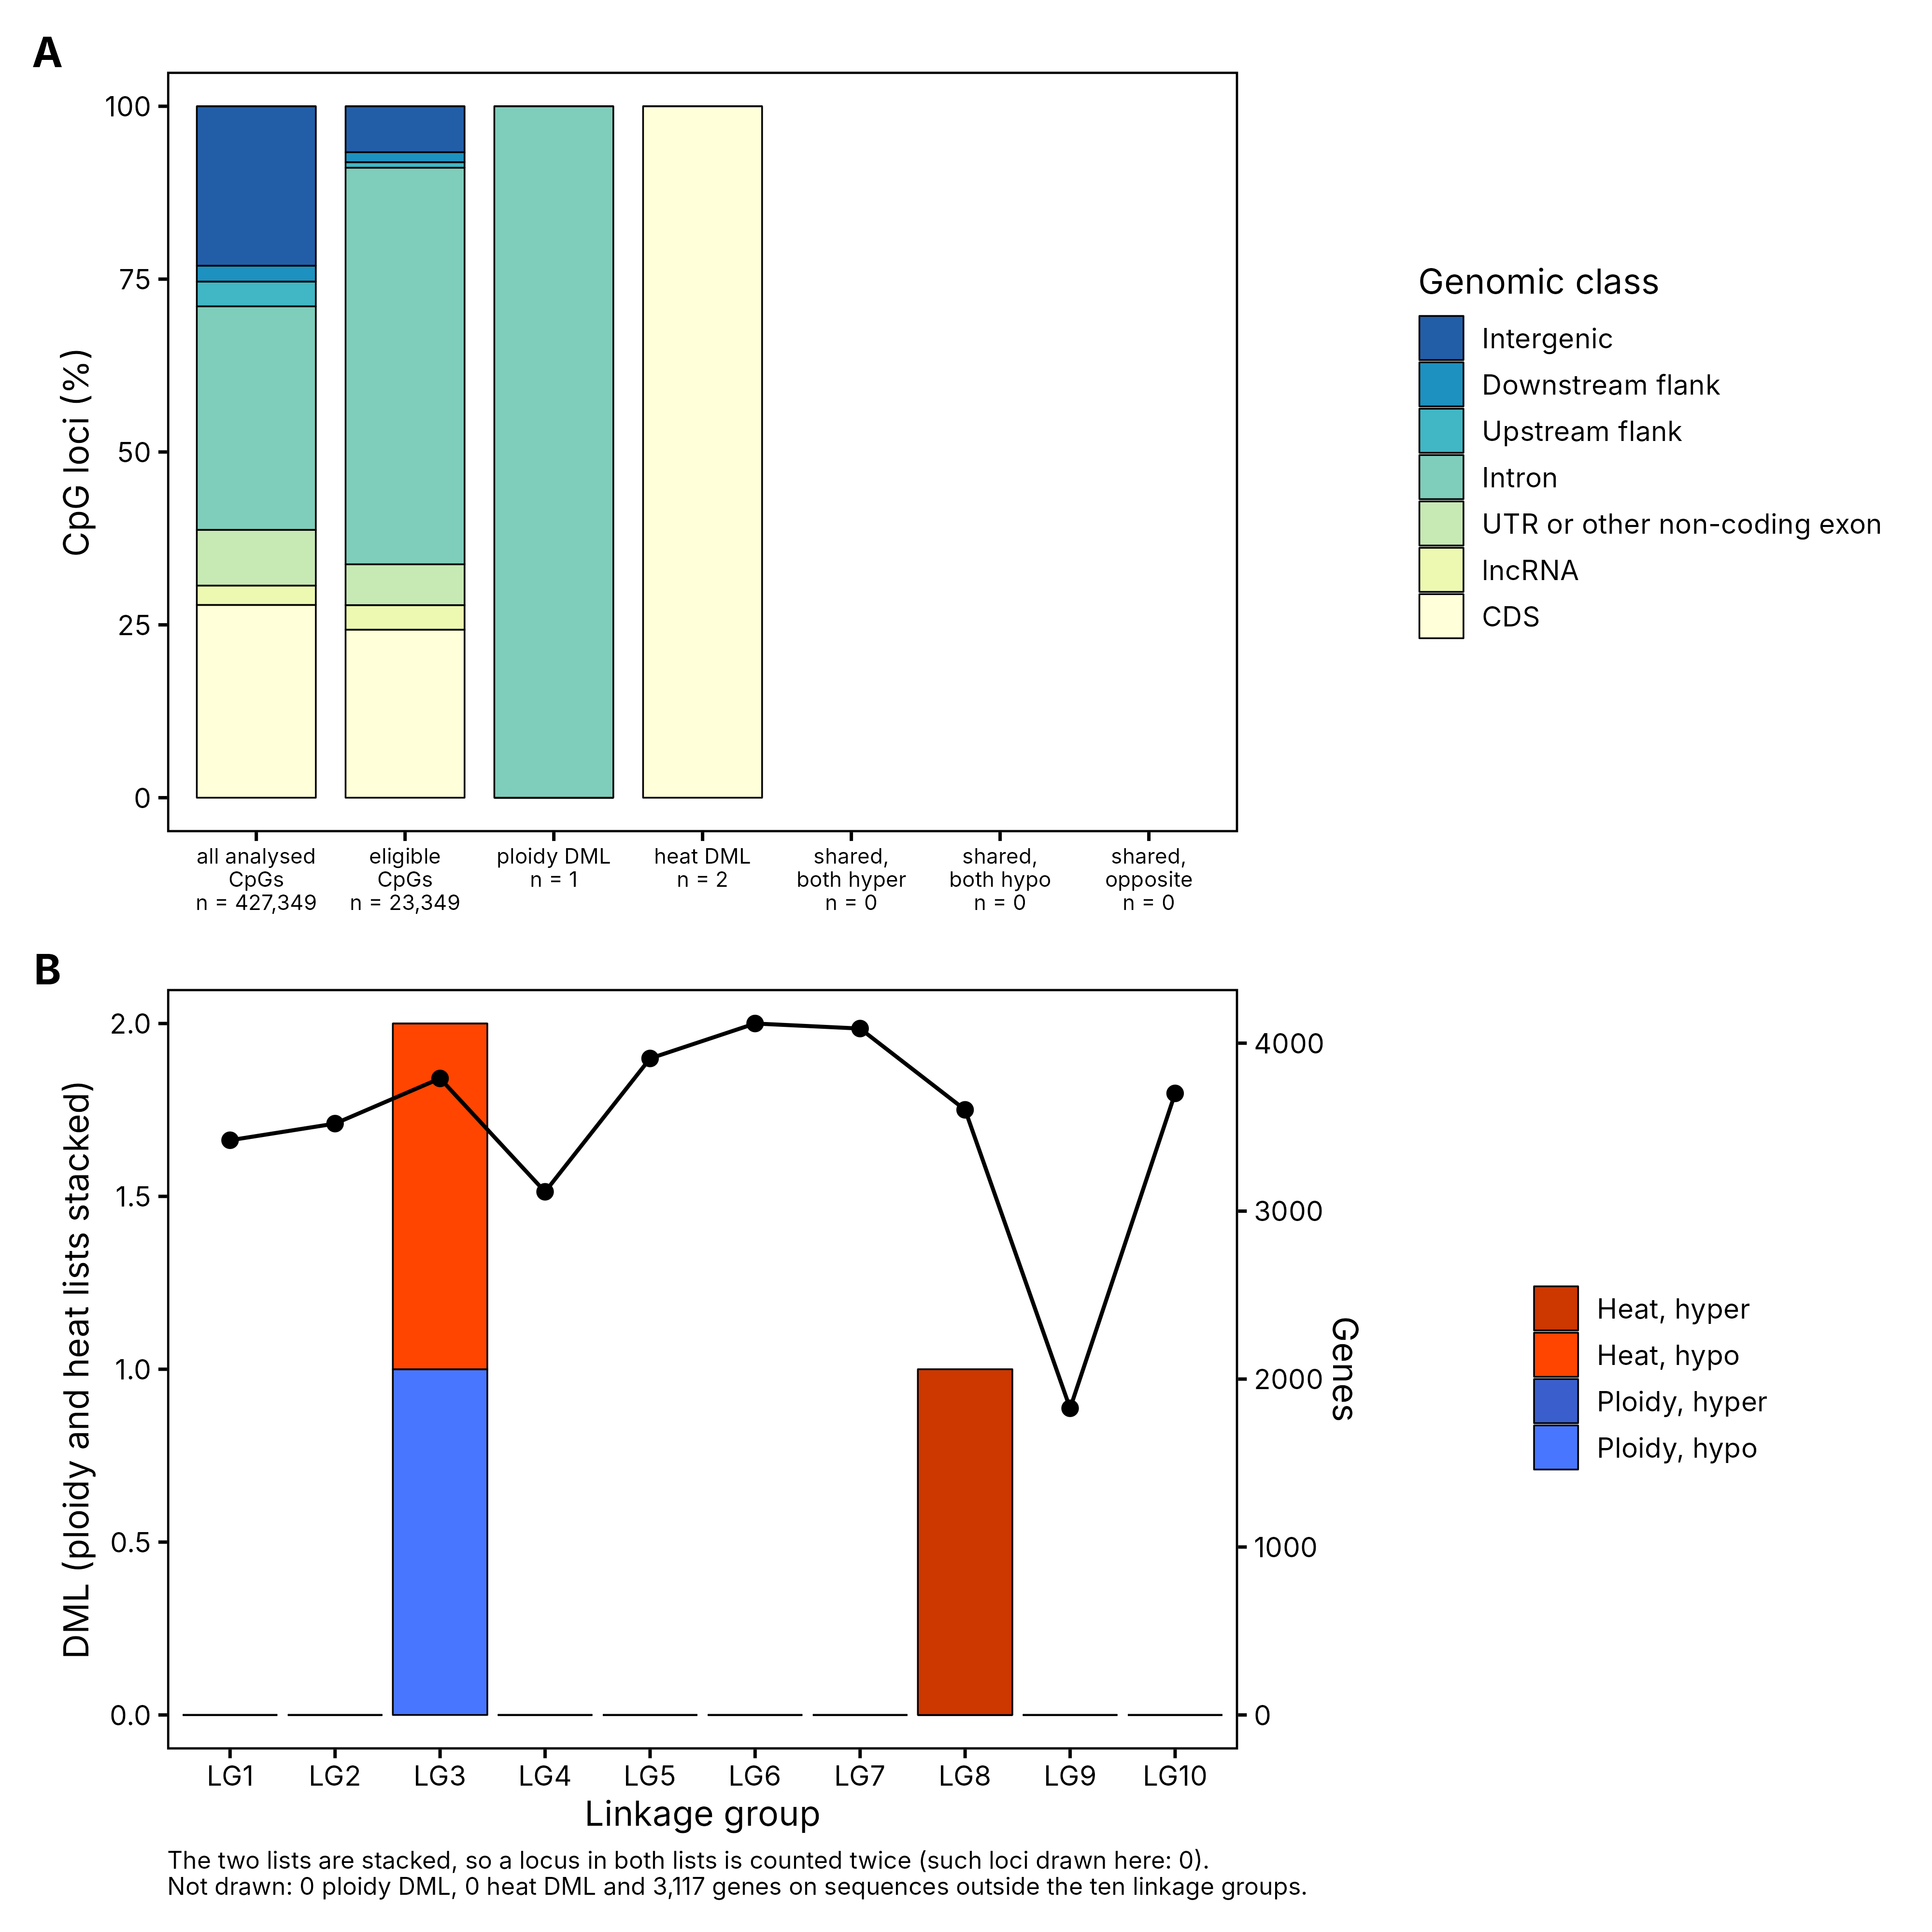 A
CpG loci (%)
100
75
50
25
0
all analysed
CpGs
n = 427,349
eligible
CpGs
n = 23,349
ploidy DML
n = 1
heat DML
n = 2
shared,
both hyper
n = 0
shared,
both hypo
n = 0
shared,
opposite
n = 0
Genomic class
Intergenic
Downstream flank
Upstream flank
Intron
UTR or other non-coding exon
lncRNA
CDS
B
DML (ploidy and heat lists stacked)
2.0
1.5
1.0
0.5
0.0
4000
3000
2000
1000
0
Genes
LG1
LG2
LG3
LG4
LG5
LG6
LG7
LG8
LG9
LG10
Linkage group
Heat, hyper
Heat, hypo
Ploidy, hyper
Ploidy, hypo
The two lists are stacked, so a locus in both lists is counted twice (such loci drawn here: 0).
Not drawn: 0 ploidy DML, 0 heat DML and 3,117 genes on sequences outside the ten linkage groups.